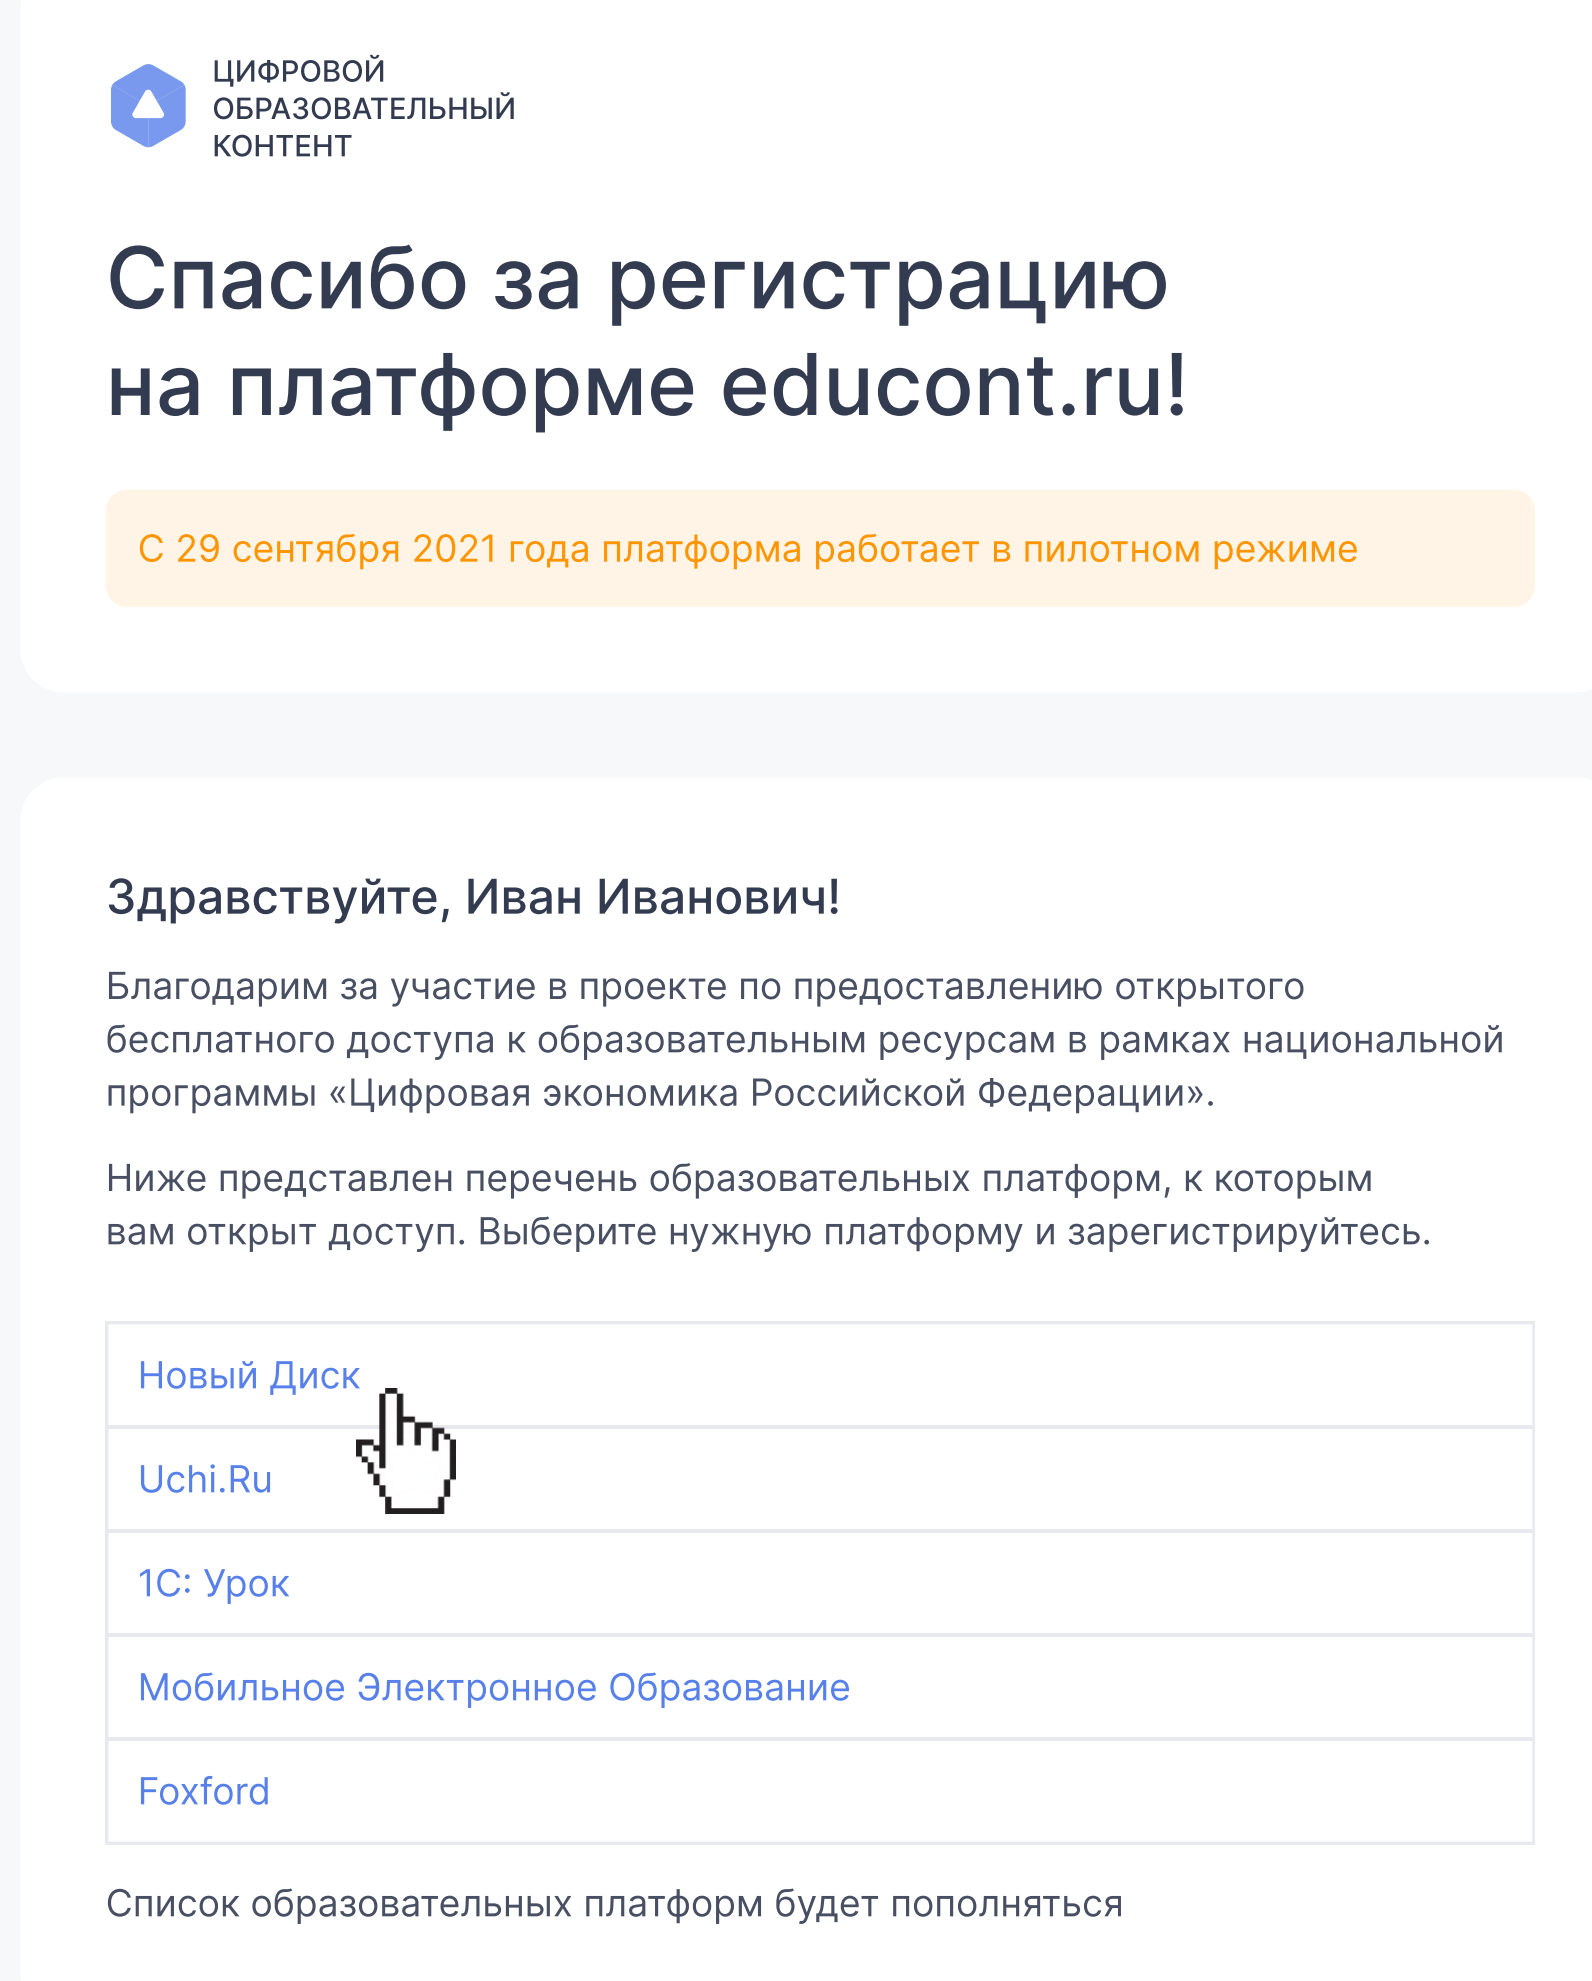 ЦИФРОВОЙ
ОБРАЗОВАТЕЛЬНЫЙ
КОНТЕНТ
Спасибо за регистрацию
на платформе educont.ru!
С 29 сентября 2021 года платформа работает в пилотном режиме
Здравствуйте, Иван Иванович!
Благодарим за участие в проекте по предоставлению открытого
бесплатного доступа к образовательным ресурсам в рамках национальной
программы «Цифровая экономика Российской Федерации».
Ниже представлен перечень образовательных платформ, к которым
вам открыт доступ. Выберите нужную платформу и зарегистрируйтесь.
Новый Диск
Uchi.Ru
1С: Урок
Мобильное Электронное Образование
Foxford
Список образовательных платформ будет пополняться